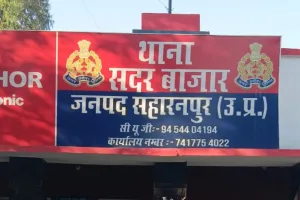 थाना
सदर बाजार
जनपद सहारनपुर (उ.प्र.)
सी यू जीः- 94544 04194
कार्यालय नम्बर :- 741775 4022
HOR
onic